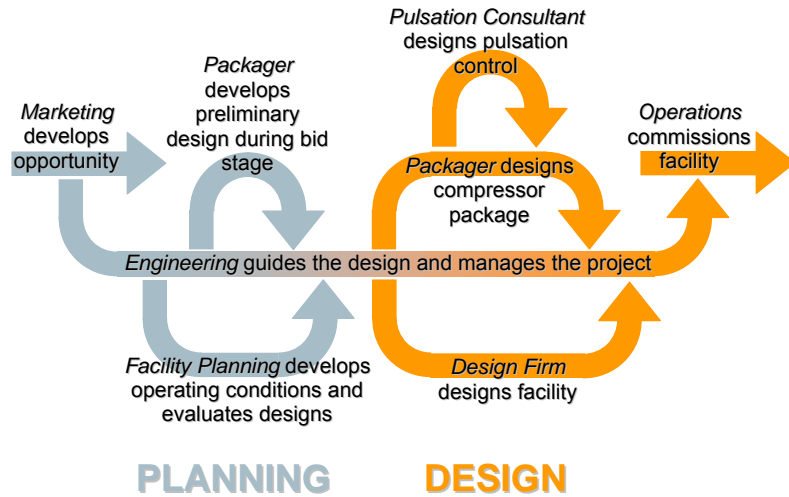 Pulsation Consultant
designs pulsation
control
Packager
develops
preliminary
design during bid
stage
Marketing
develops
opportunity
Operations
commissions
facility
Packager designs
compressor
package
Engineering guides the design and manages the project
Facility Planning develops
operating conditions and
evaluates designs
Design Firm
designs facility
PLANNING
DESIGN